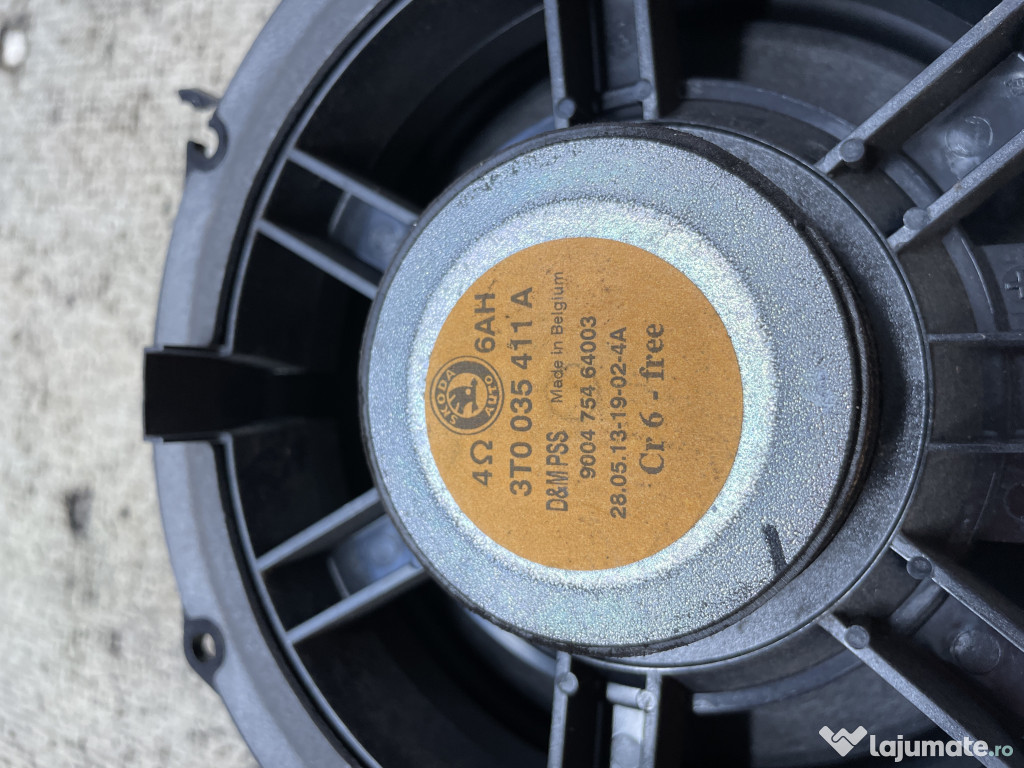 SKODA
AUTO
4Ω 6AH
3T0 035 411 A
D&M PSS Made in Belgium
9004 754 64003
28.05.13-19-02-4A
Cr 6 - free
lajumate.ro